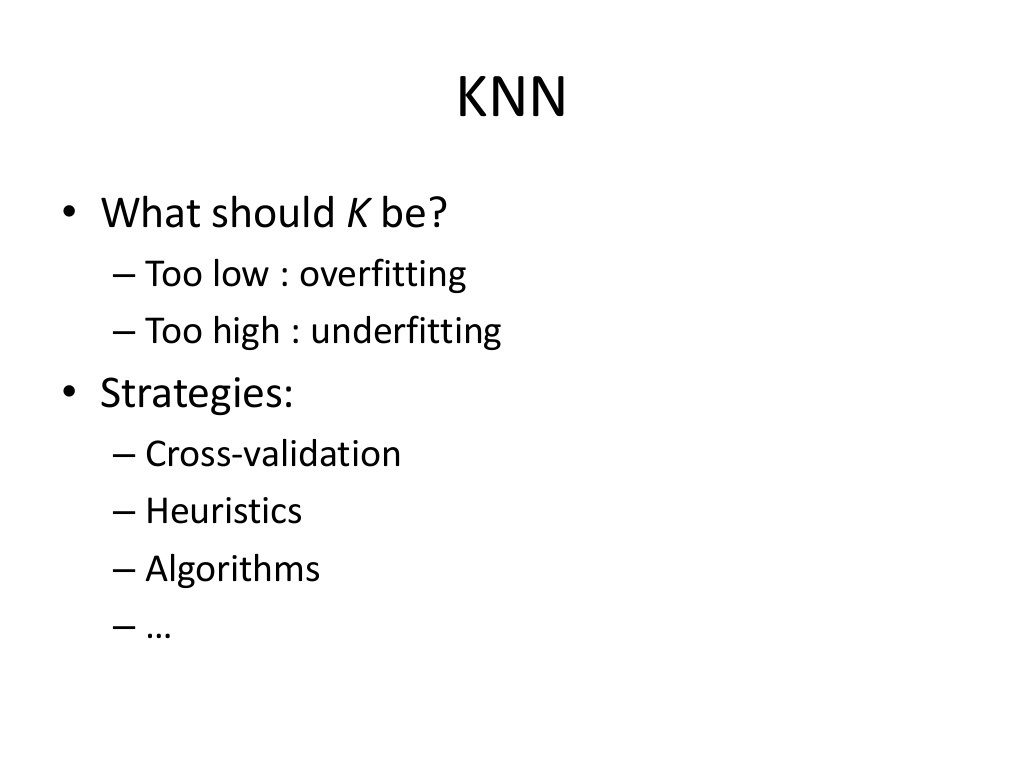 KNN
• What should K be?
– Too low : overfitting
– Too high : underfitting
• Strategies:
– Cross-validation
– Heuristics
– Algorithms
– …